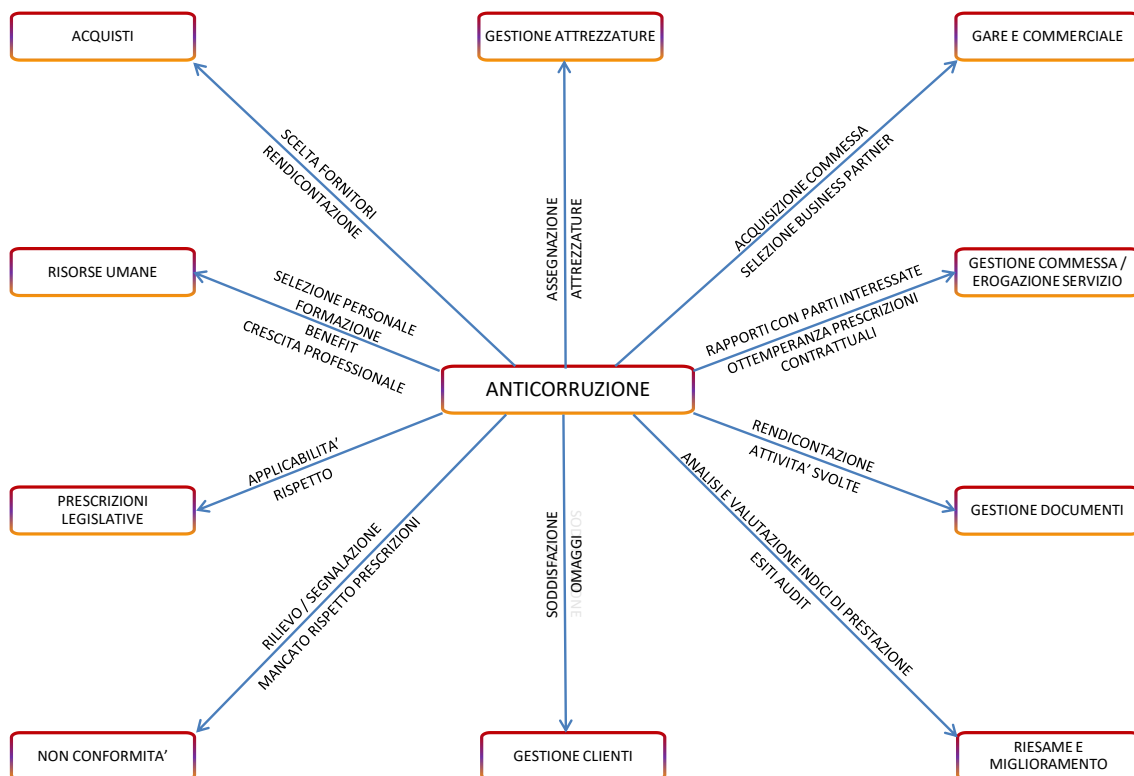 ACQUISTI
GESTIONE ATTREZZATURE
GARE E COMMERCIALE
SCELTA FORNITORI
RENDICONTAZIONE
ASSEGNAZIONE
ATTREZZATURE
ACQUISIZIONE COMMESSA
SELEZIONE BUSINESS PARTNER
RISORSE UMANE
SELEZIONE PERSONALE
FORMAZIONE
BENEFIT
CRESCITA PROFESSIONALE
RAPPORTI CON PARTI INTERESSATE
OTTEMPERANZA PRESCRIZIONI
CONTRATTUALI
GESTIONE COMMESSA /
EROGAZIONE SERVIZIO
ANTICORRUZIONE
APPLICABILITA’
RISPETTO
PRESCRIZIONI
LEGISLATIVE
RENDICONTAZIONE
ATTIVITA’ SVOLTE
GESTIONE DOCUMENTI
RILIEVO / SEGNALAZIONE
MANCATO RISPETTO PRESCRIZIONI
SODDISFAZIONE
OMAGGI
ANALISI E VALUTAZIONE INDICI DI PRESTAZIONE
ESITI AUDIT
NON CONFORMITA’
GESTIONE CLIENTI
RIESAME E
MIGLIORAMENTO